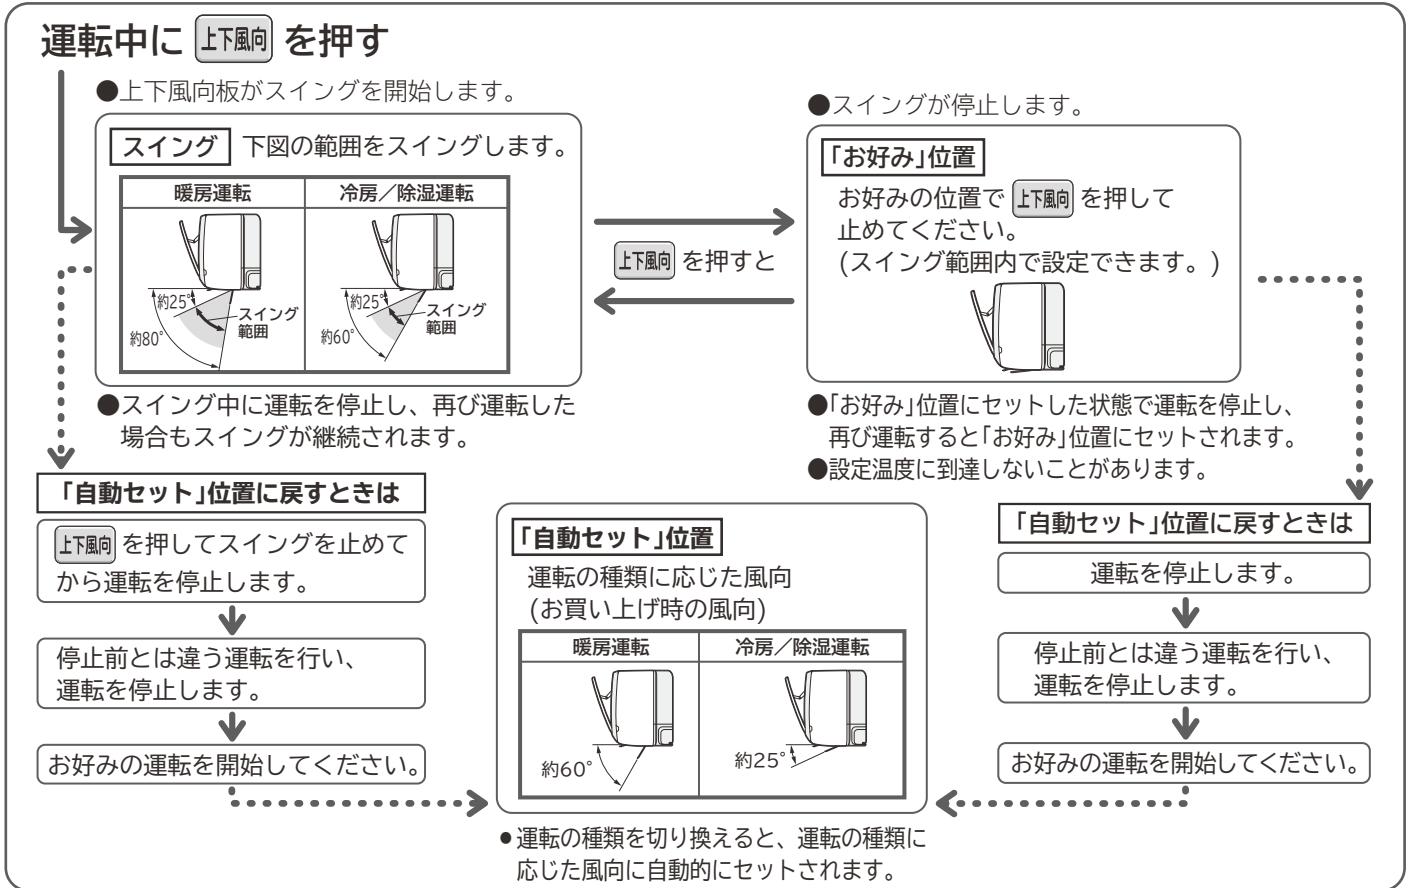 運転中に 上下風向 を押す
●上下風向板がスイングを開始します。
スイング 下図の範囲をスイングします。
暖房運転 冷房／除湿運転
約25° 約80° スイング
範囲
約25° 約60° スイング
範囲
●スイング中に運転を停止し、再び運転した
場合もスイングが継続されます。
上下風向 を押すと
●スイングが停止します。
「お好み」位置
お好みの位置で 上下風向 を押して
止めてください。
(スイング範囲内で設定できます。)
●「お好み」位置にセットした状態で運転を停止し、
再び運転すると「お好み」位置にセットされます。
●設定温度に到達しないことがあります。
「自動セット」位置に戻すときは
上下風向 を押してスイングを止めて
から運転を停止します。
停止前とは違う運転を行い、
運転を停止します。
お好みの運転を開始してください。
「自動セット」位置
運転の種類に応じた風向
(お買い上げ時の風向)
暖房運転 冷房／除湿運転
約60° 約25°
●運転の種類を切り換えると、運転の種類に
応じた風向に自動的にセットされます。
「自動セット」位置に戻すときは
運転を停止します。
停止前とは違う運転を行い、
運転を停止します。
お好みの運転を開始してください。